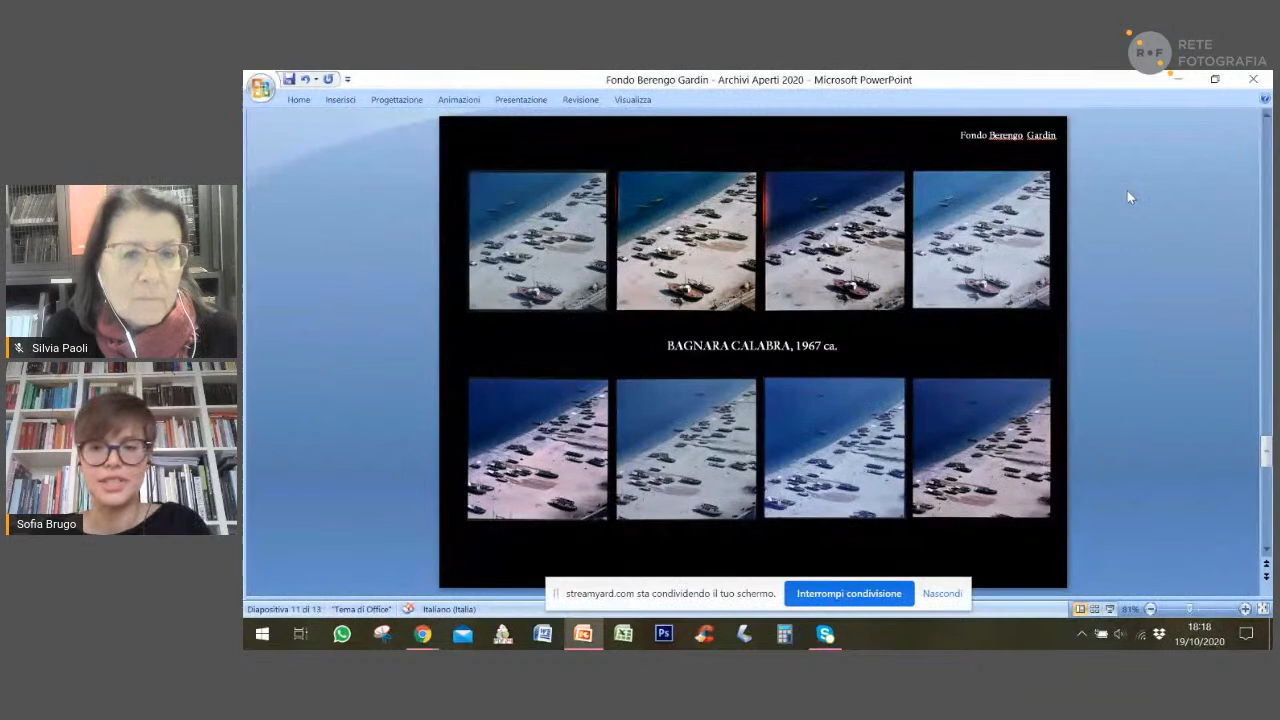 RETE
FOTOGRAFIA
R F
Fondo Berengo Gardin - Archivi Aperti 2020 - Microsoft PowerPoint
Home Inserisci Progettazione Animazioni Presentazione Revisione Visualizza
Fondo Berengo Gardin
BAGNARA CALABRA, 1967 ca.
Silvia Paoli
Sofia Brugo
streamyard.com sta condividendo il tuo schermo. Interrompi condivisione Nascondi
Diapositiva 11 di 13 "Tema di Office" Italiano (Italia) 81%
Ps
18:18
19/10/2020